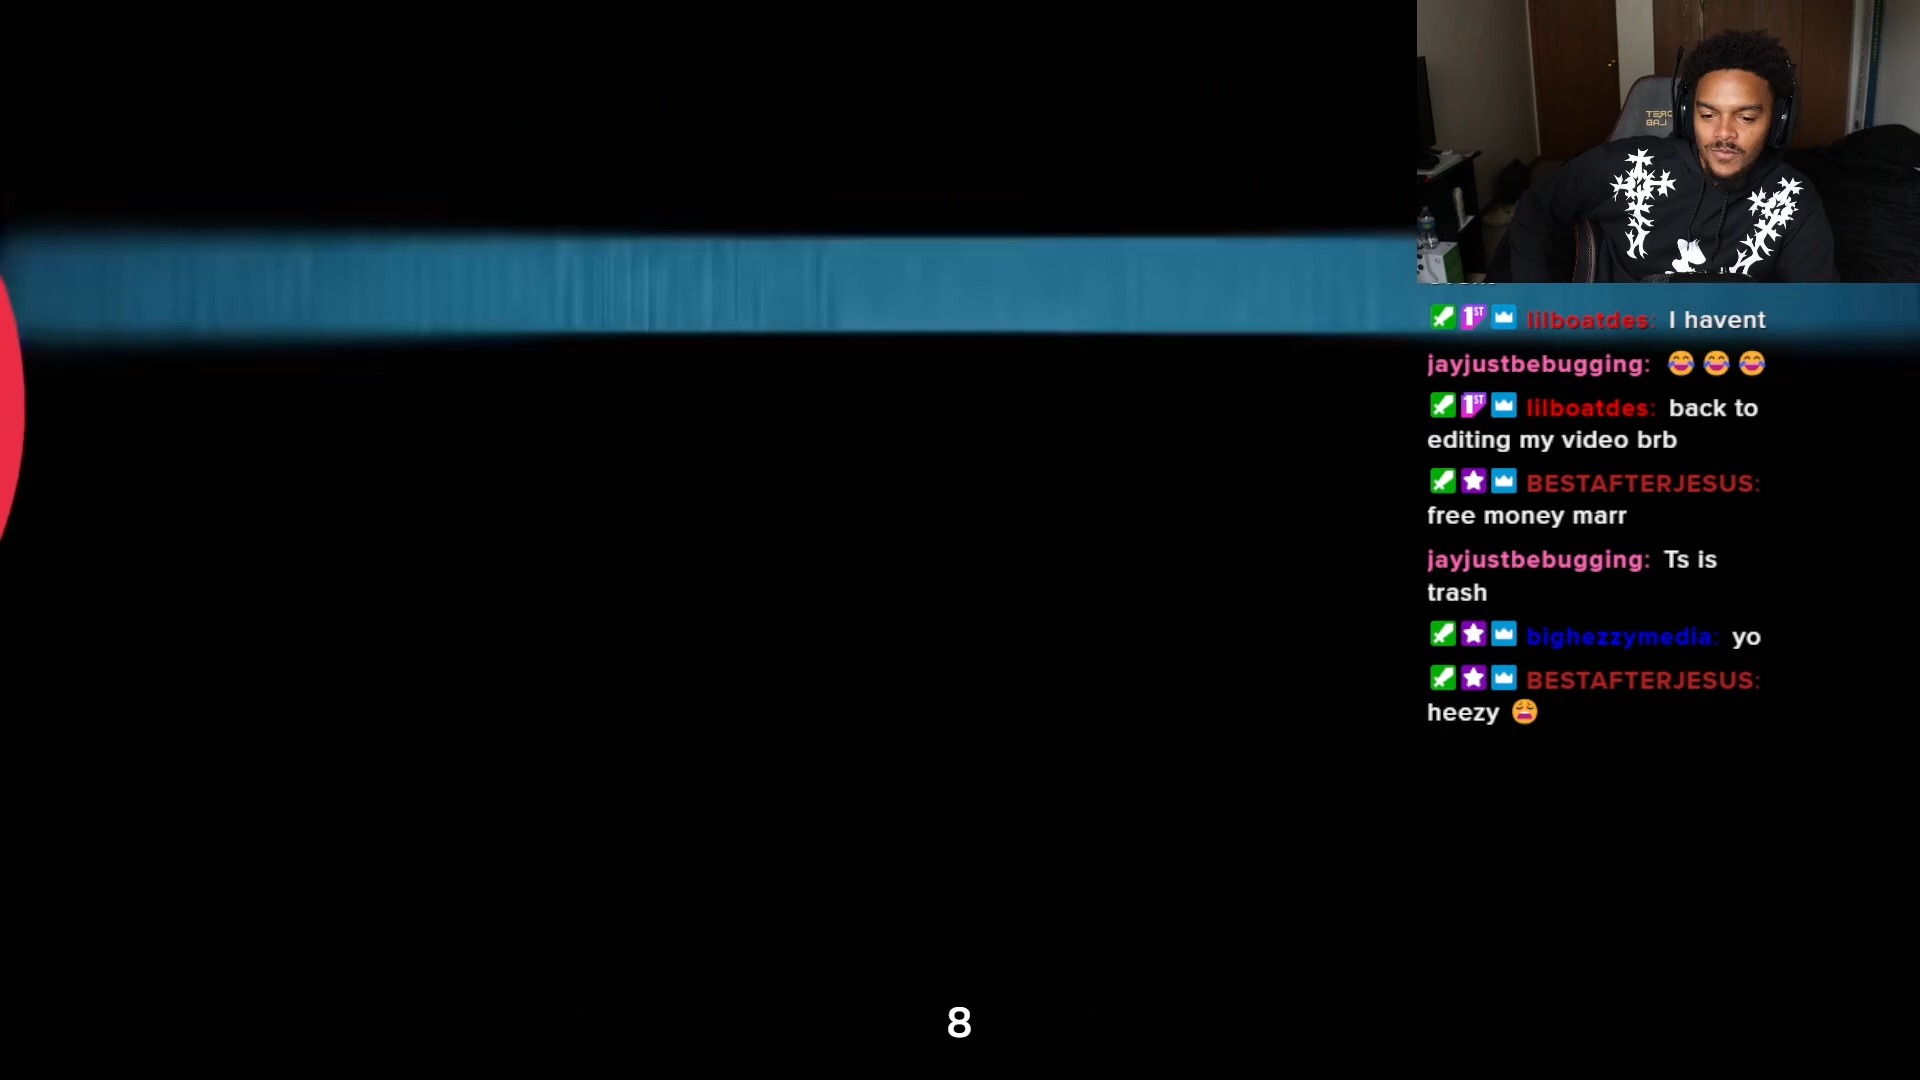 lilboatdes: I havent
jayjustbebugging: 😂 😂 😂
lilboatdes: back to
editing my video brb
BESTAFTERJESUS:
free money marr
jayjustbebugging: Ts is
trash
bighezzymedia: yo
BESTAFTERJESUS:
heezy 😩
8